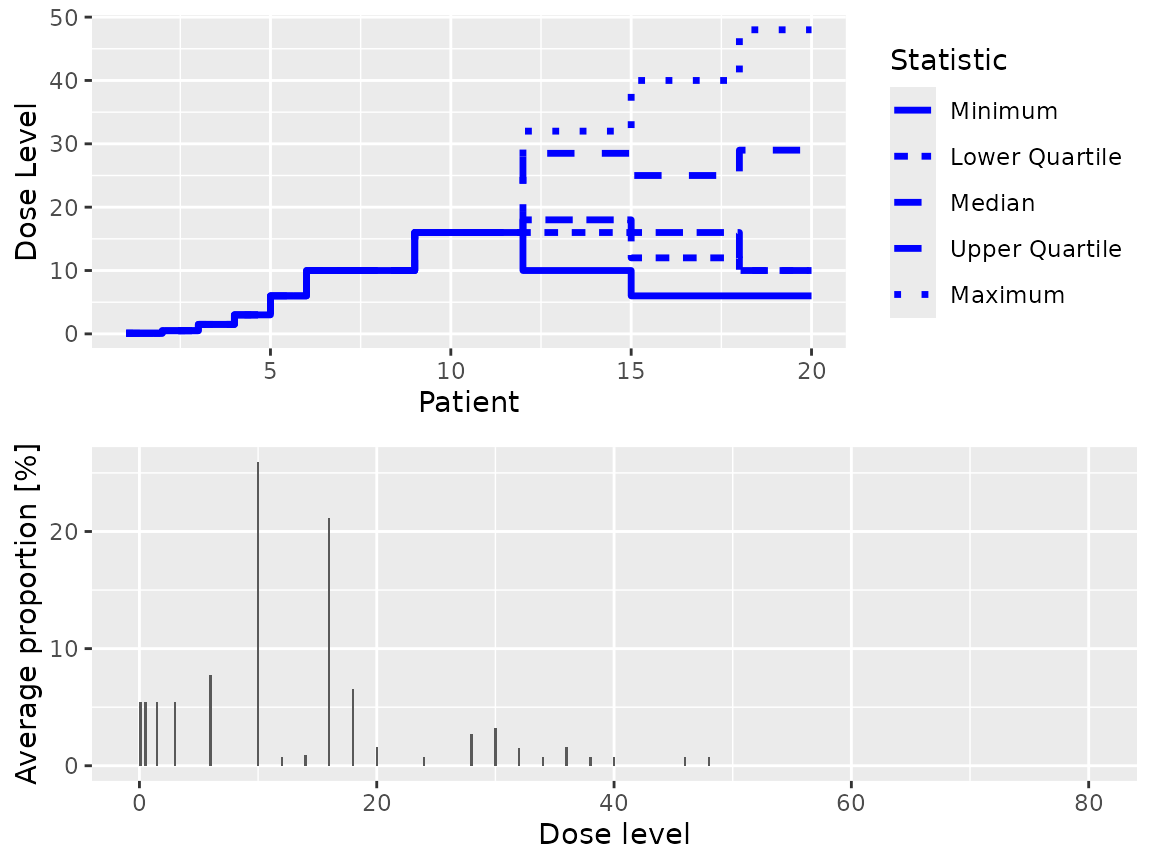 50
40
30
20
10
0
Dose Level
5 10 15 20
Patient
Statistic
Minimum
Lower Quartile
Median
Upper Quartile
Maximum
20
10
0
Average proportion [%]
0 20 40 60 80
Dose level